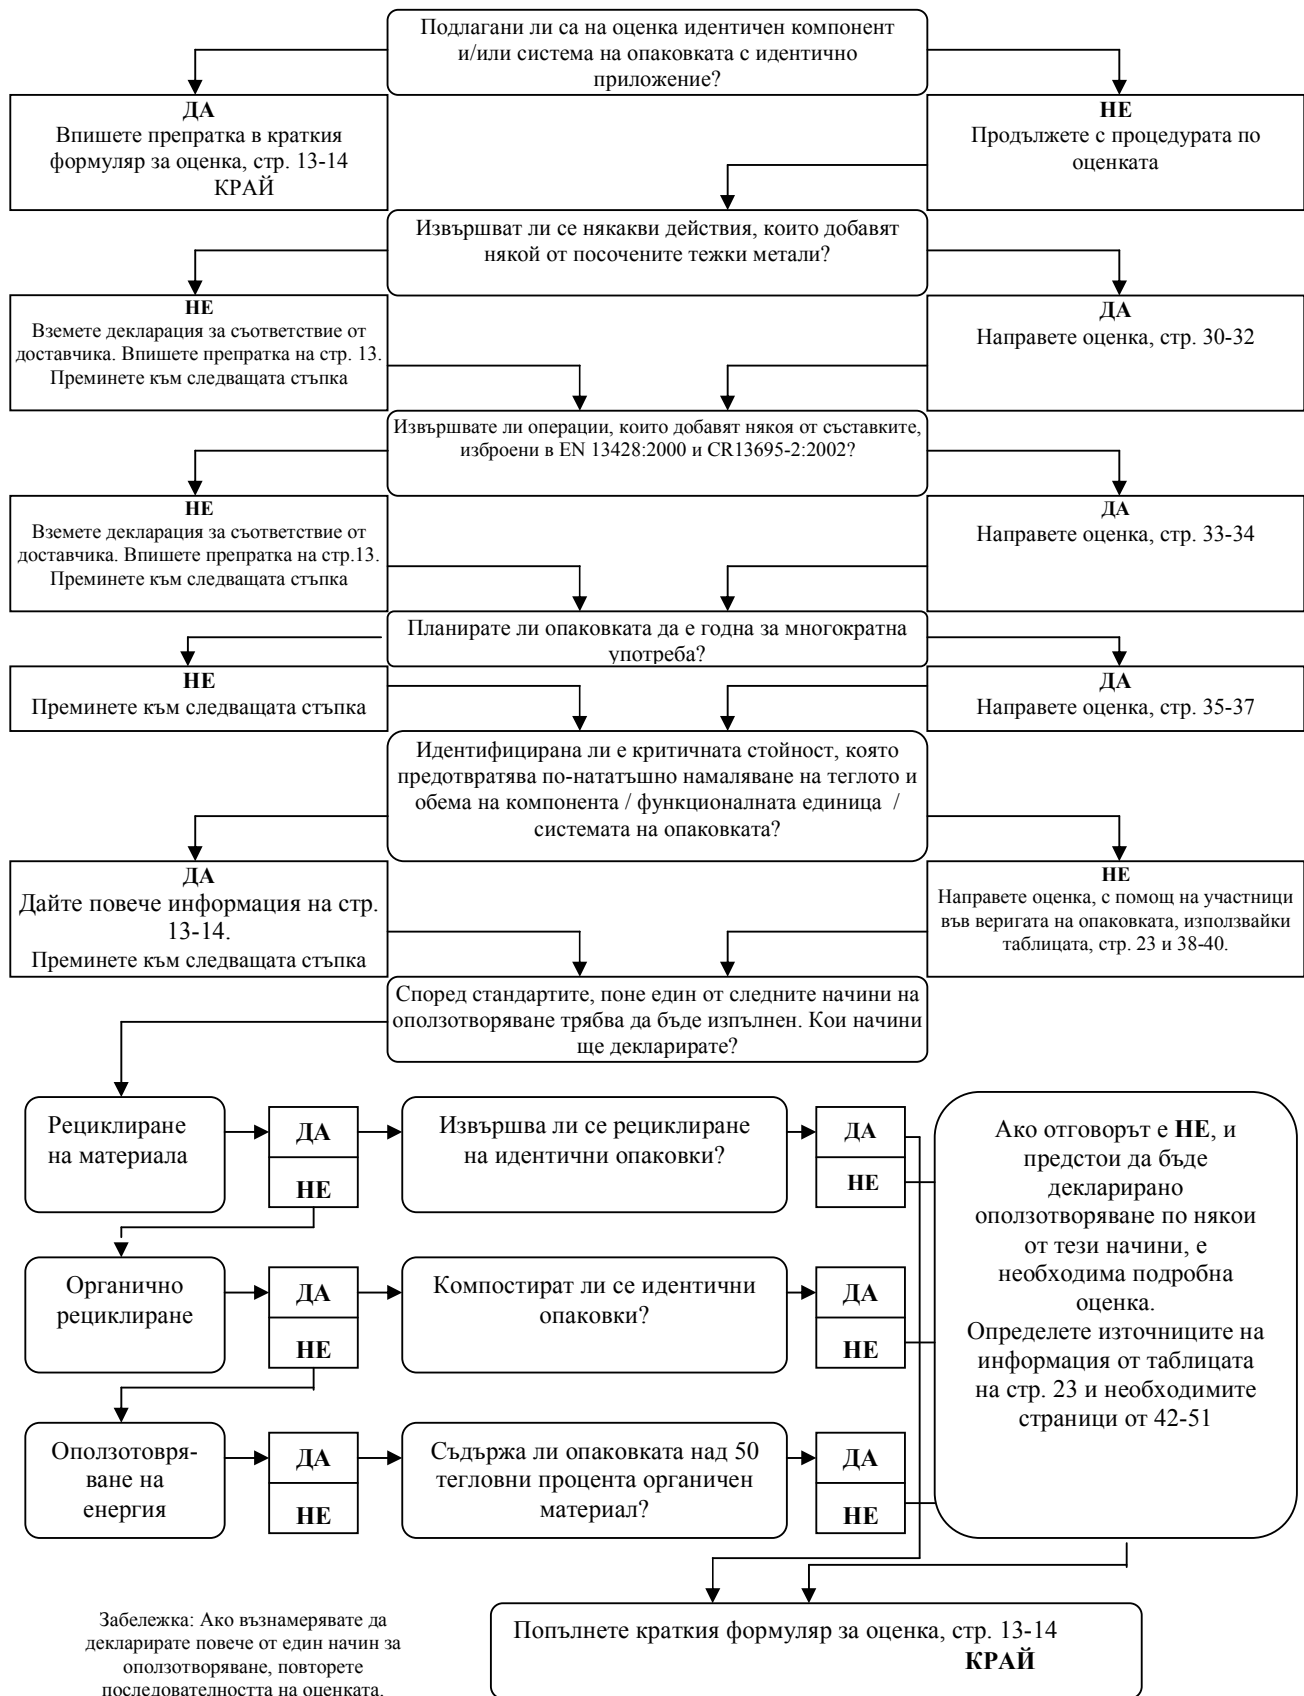 Подлагани ли са на оценка идентичен компонент
и/или система на опаковката с идентично
приложение?
ДА
Впишете препратка в краткия
формуляр за оценка, стр. 13-14
КРАЙ
НЕ
Продължете с процедурата по
оценката
Извършват ли се някакви действия, които добавят
някой от посочените тежки метали?
НЕ
Вземете декларация за съответствие от
доставчика. Впишете препратка на стр. 13.
Преминете към следващата стъпка
ДА
Направете оценка, стр. 30-32
Извършвате ли операции, които добавят някоя от съставките,
изброени в EN 13428:2000 и CR13695-2:2002?
НЕ
Вземете декларация за съответствие от
доставчика. Впишете препратка на стр.13.
Преминете към следващата стъпка
ДА
Направете оценка, стр. 33-34
Планирате ли опаковката да е годна за многократна
употреба?
НЕ
Преминете към следващата стъпка
ДА
Направете оценка, стр. 35-37
Идентифицирана ли е критичната стойност, която
предотвратява по-нататъшно намаляване на теглото и
обема на компонента / функционалната единица /
системата на опаковката?
ДА
Дайте повече информация на стр.
13-14.
Преминете към следващата стъпка
НЕ
Направете оценка, с помощ на участници
във веригата на опаковката, използвайки
таблицата, стр. 23 и 38-40.
Според стандартите, поне един от следните начини на
оползотворяване трябва да бъде изпълнен. Кои начини
ще декларирате?
Рециклиране
на материала
ДА
НЕ
Извършва ли се рециклиране
на идентични опаковки?
ДА
НЕ
Органично
рециклиране
ДА
НЕ
Компостират ли се идентични
опаковки?
ДА
НЕ
Оползотовря-
ване на
енергия
ДА
НЕ
Съдържа ли опаковката над 50
тегловни процента органичен
материал?
ДА
НЕ
Ако отговорът е НЕ, и
предстои да бъде
декларирано
оползотворяване по някои
от тези начини, е
необходима подробна
оценка.
Определете източниците на
информация от таблицата
на стр. 23 и необходимите
страници от 42-51
Забележка: Ако възнамерявате да
декларирате повече от един начин за
оползотворяване, повторете
последователността на оценката.
Попълнете краткия формуляр за оценка, стр. 13-14
КРАЙ